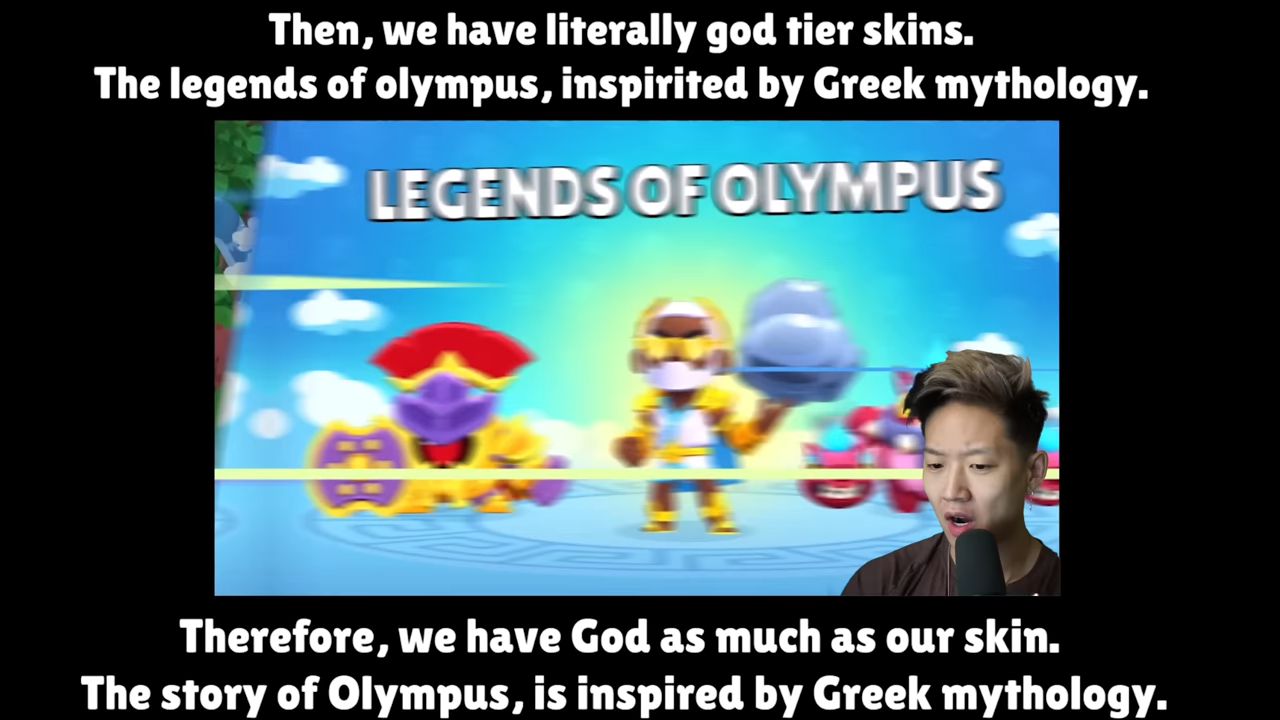 Then, we have literally god tier skins.
The legends of olympus, inspirited by Greek mythology.
LEGENDS OF OLYMPUS
Therefore, we have God as much as our skin.
The story of Olympus, is inspired by Greek mythology.